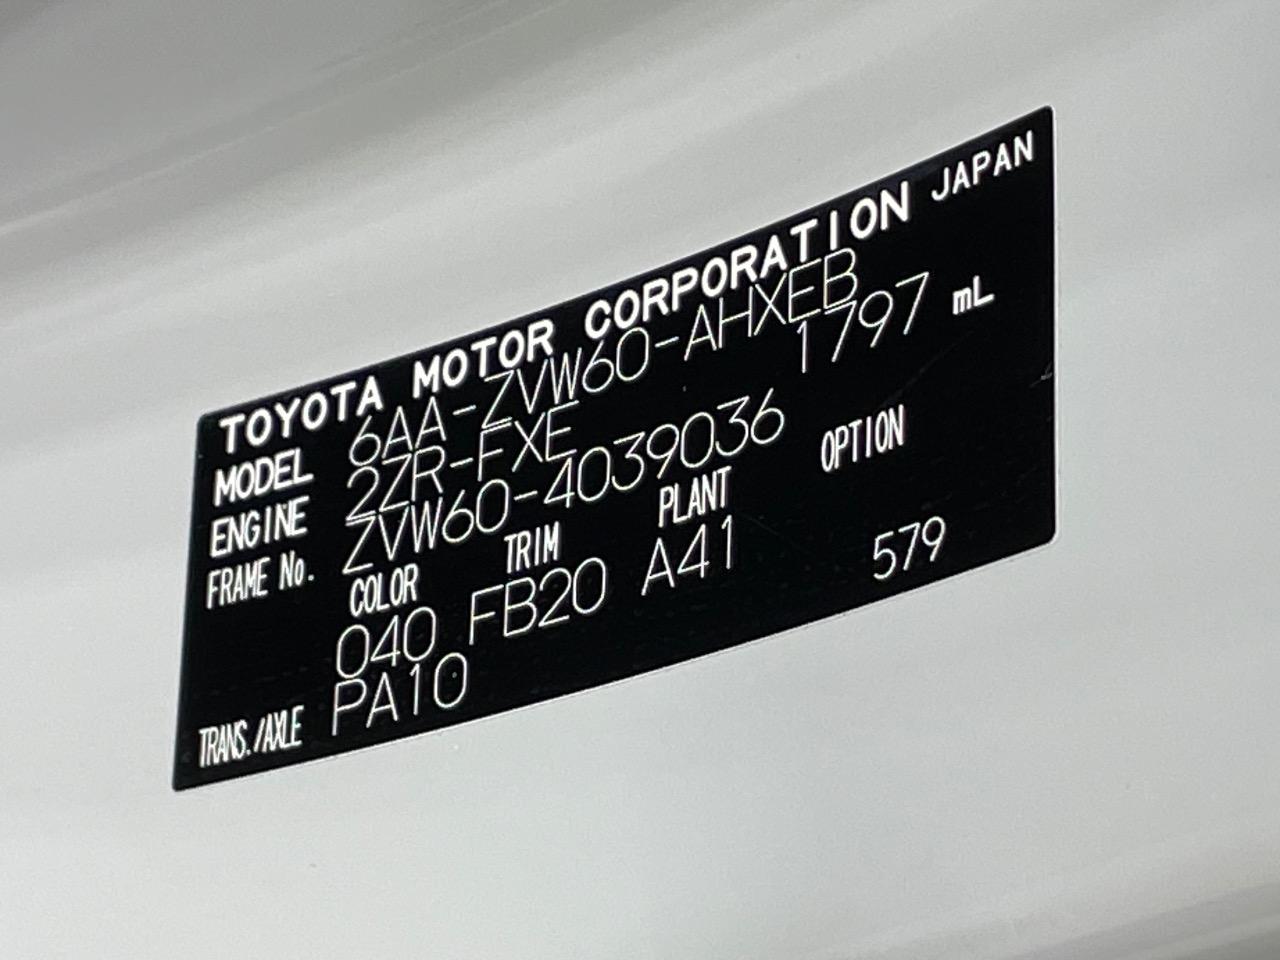 TOYOTA MOTOR CORPORATION JAPAN
MODEL 6AA-ZVW60-AHXEB
ENGINE 2ZR-FXE 1797 mL
FRAME No. ZVW60-4039036
COLOR TRIM PLANT OPTION
040 FB20 A41 579
TRANS./AXLE PA10